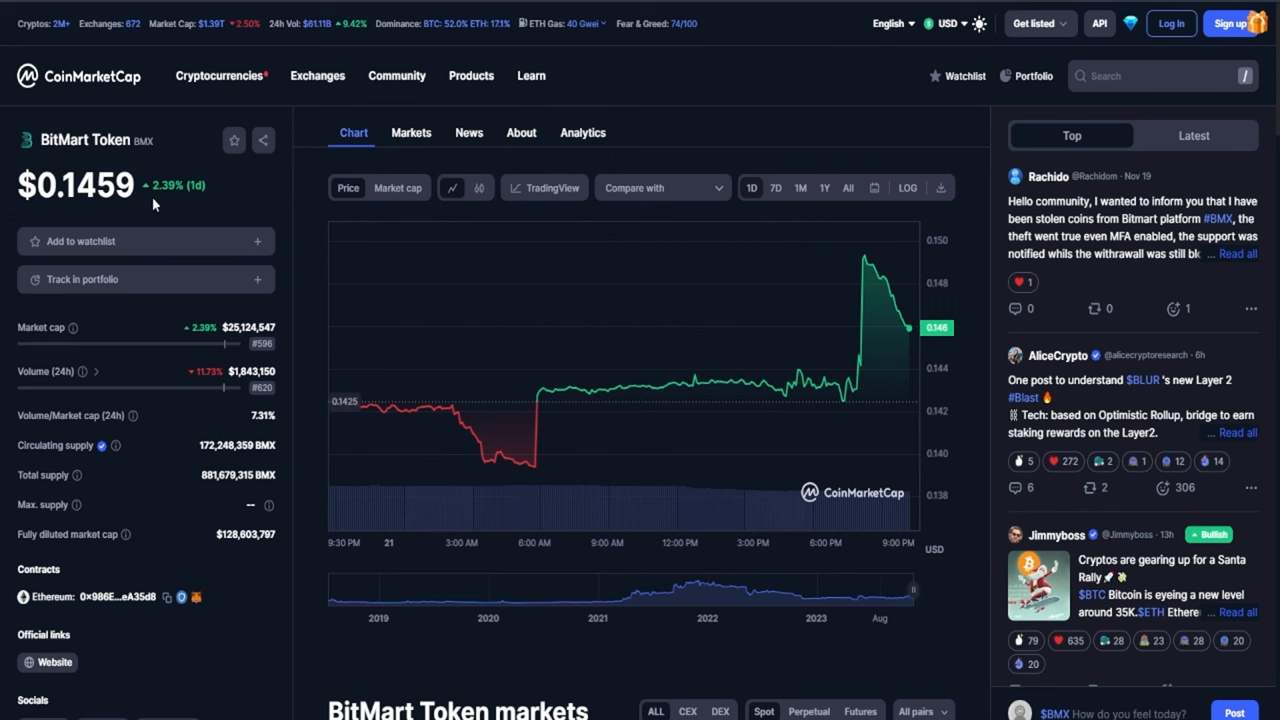 Cryptos: 2M+ Exchanges: 672 Market Cap: $1.39T 2.50% 24h Vol: $61.11B 9.42% Dominance: BTC: 52.0% ETH: 17.1% ETH Gas: 40 Gwei Fear & Greed: 74/100
English USD Get listed API Log In Sign up
CoinMarketCap Cryptocurrencies Exchanges Community Products Learn
Watchlist Portfolio Search /
BitMart Token BMX
$0.1459 2.39% (1d)
Add to watchlist +
Track in portfolio +
Market cap 2.39% $25,124,547
#596
Volume (24h) 11.73% $1,843,150
#620
Volume/Market cap (24h) 7.31%
Circulating supply 172,248,359 BMX
Total supply 881,679,315 BMX
Max. supply --
Fully diluted market cap $128,603,797
Contracts
Ethereum: 0x986E...eA35d8
Official links
Website
Socials
Chart Markets News About Analytics
Price Market cap TradingView Compare with 1D 7D 1M 1Y All LOG
0.150
0.148
0.146
0.144
0.1425
0.142
0.140
0.138
CoinMarketCap
9:30 PM 21 3:00 AM 6:00 AM 9:00 AM 12:00 PM 3:00 PM 6:00 PM 9:00 PM USD
2019 2020 2021 2022 2023 Aug
BitMart Token markets
ALL CEX DEX Spot Perpetual Futures All pairs
Top Latest
Rachido @Rachidom · Nov 19
Hello community, I wanted to inform you that I have
been stolen coins from Bitmart platform #BMX, the
theft went true even MFA enabled, the support was
notified whils the withrawall was still blo ... Read all
1
0 0 1
AliceCrypto @alicecryptoresearch · 6h
One post to understand $BLUR 's new Layer 2
#Blast
Tech: based on Optimistic Rollup, bridge to earn
staking rewards on the Layer2. ... Read all
5 272 2 1 12 14
6 2 306
Jimmyboss @Jimmyboss · 13h Bullish
Cryptos are gearing up for a Santa
Rally
$BTC Bitcoin is eyeing a new level
around 35K.$ETH Ethere ... Read all
79 635 28 23 28 20
20
$BMX How do you feel today? Post